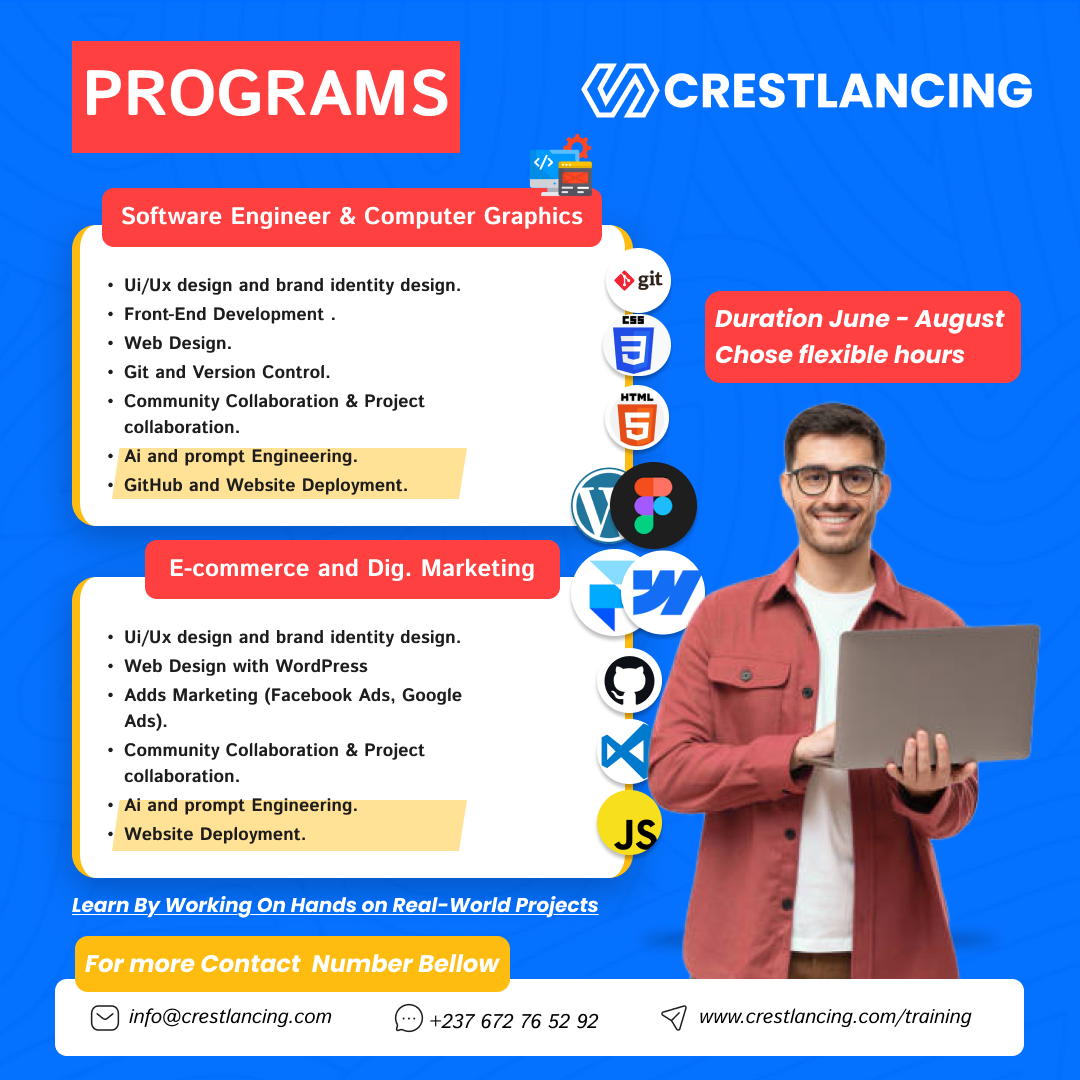 PROGRAMS
CRESTLANCING
Software Engineer & Computer Graphics
• Ui/Ux design and brand identity design.
• Front-End Development .
• Web Design.
• Git and Version Control.
• Community Collaboration & Project
collaboration.
• Ai and prompt Engineering.
• GitHub and Website Deployment.
git
CSS
3
HTML
5
Duration June - August
Chose flexible hours
E-commerce and Dig. Marketing
• Ui/Ux design and brand identity design.
• Web Design with WordPress
• Adds Marketing (Facebook Ads, Google
Ads).
• Community Collaboration & Project
collaboration.
• Ai and prompt Engineering.
• Website Deployment.
JS
Learn By Working On Hands on Real-World Projects
For more Contact Number Bellow
info@crestlancing.com
+237 672 76 52 92
www.crestlancing.com/training